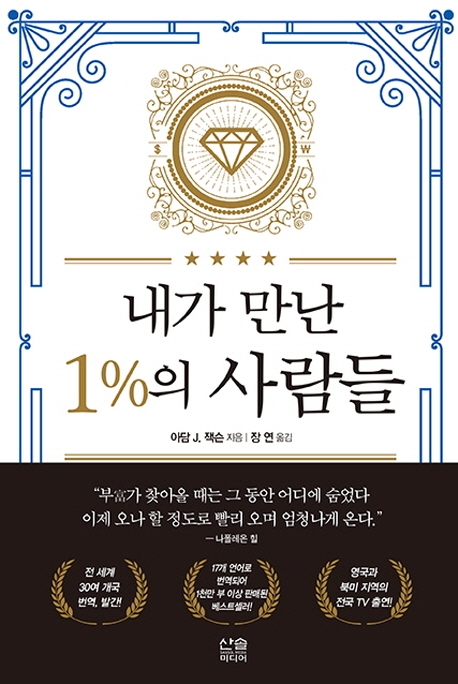 $ ₩
내가 만난
1%의 사람들
아담 J. 잭슨 지음 | 장 연 옮김
“부富가 찾아올 때는 그 동안 어디에 숨었다
이제 오나 할 정도로 빨리 오며 엄청나게 온다.”
— 나폴레온 힐
전 세계
30여 개국
번역, 발간!
17개 언어로
번역되어
1천만 부 이상 판매된
베스트셀러!
영국과
북미 지역의
전국 TV 출연!
산솔
SANSOL MEDIA
미디어